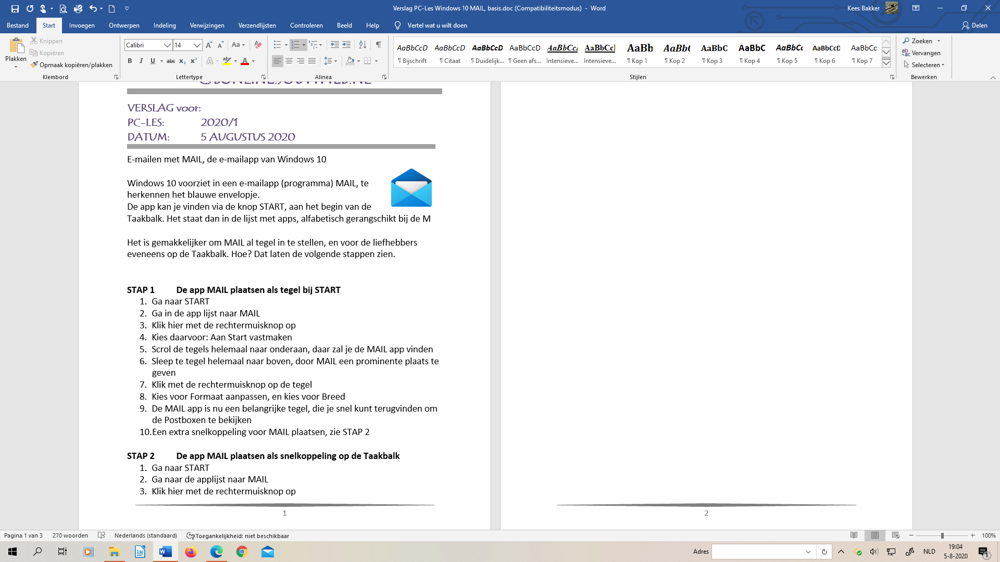 Verslag PC-Les Windows 10 MAIL, basis.doc (Compatibiliteitsmodus) - Word
Kees Bakker
Bestand Start Invoegen Ontwerpen Indeling Verwijzingen Verzendlijsten Controleren Beeld Help Vertel wat u wilt doen Delen
Plakken
Knippen
Kopiëren
Opmaak kopiëren/plakken
Klembord
Calibri 14
Lettertype
Alinea
AaBbCcD AaBbCcD AaBbCcD AaBbCcD AaBbCcI AaBbCcI AaBb AaBb( AaBbC AaBbC AaBbCc AaBbCcD AaBbCc
¶ Bijschrift ¶ Citaat ¶ Duidelijk... ¶ Geen afs... Intensieve... Intensieve... ¶ Kop 1 ¶ Kop 2 ¶ Kop 3 ¶ Kop 4 ¶ Kop 5 ¶ Kop 6 ¶ Kop 7
Stijlen
Zoeken
Vervangen
Selecteren
Bewerken
VERSLAG voor:
PC-LES: 2020/1
DATUM: 5 AUGUSTUS 2020
E-mailen met MAIL, de e-mailapp van Windows 10
Windows 10 voorziet in een e-mailapp (programma) MAIL, te
herkennen het blauwe envelopje.
De app kan je vinden via de knop START, aan het begin van de
Taakbalk. Het staat dan in de lijst met apps, alfabetisch gerangschikt bij de M
Het is gemakkelijker om MAIL al tegel in te stellen, en voor de liefhebbers
eveneens op de Taakbalk. Hoe? Dat laten de volgende stappen zien.
STAP 1 De app MAIL plaatsen als tegel bij START
1. Ga naar START
2. Ga in de app lijst naar MAIL
3. Klik hier met de rechtermuisknop op
4. Kies daarvoor: Aan Start vastmaken
5. Scrol de tegels helemaal naar onderaan, daar zal je de MAIL app vinden
6. Sleep te tegel helemaal naar boven, door MAIL een prominente plaats te
geven
7. Klik met de rechtermuisknop op de tegel
8. Kies voor Formaat aanpassen, en kies voor Breed
9. De MAIL app is nu een belangrijke tegel, die je snel kunt terugvinden om
de Postboxen te bekijken
10.Een extra snelkoppeling voor MAIL plaatsen, zie STAP 2
STAP 2 De app MAIL plaatsen als snelkoppeling op de Taakbalk
1. Ga naar START
2. Ga naar de applijst naar MAIL
3. Klik hier met de rechtermuisknop op
1
2
Pagina 1 van 3 270 woorden Nederlands (standaard) Toegankelijkheid: niet beschikbaar 100%
Adres
NLD
19:04
5-8-2020
1